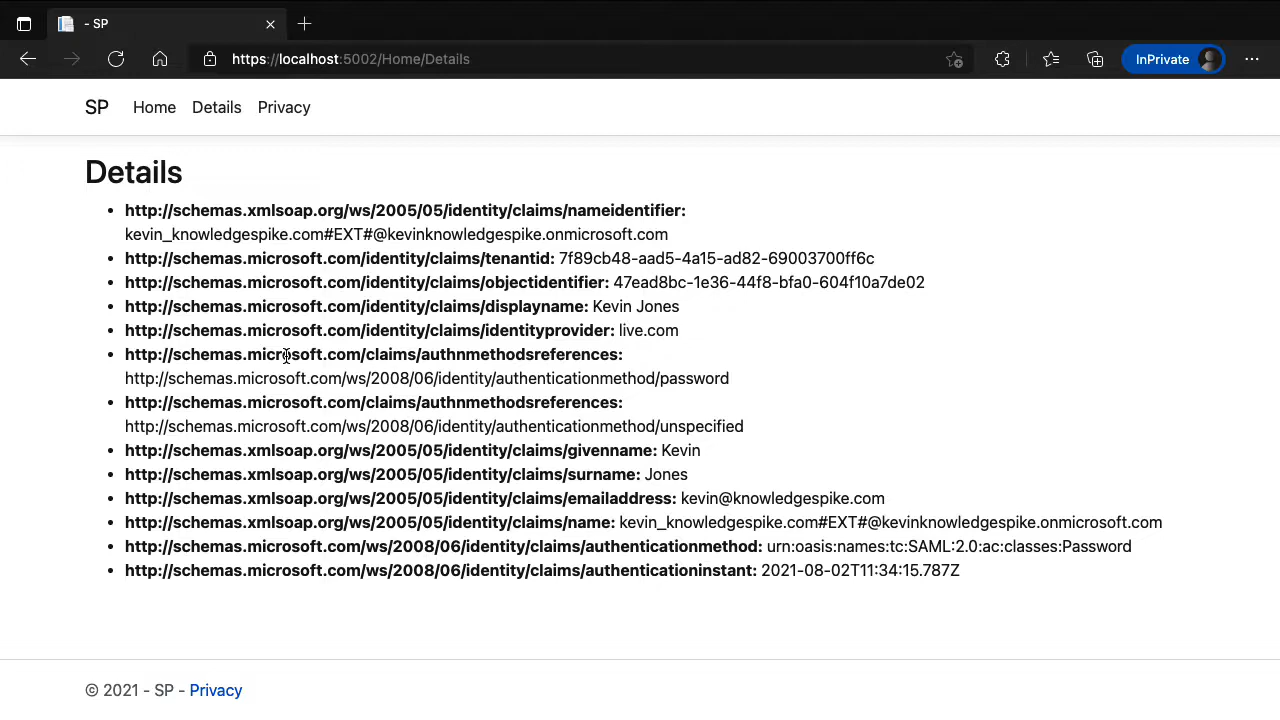 - SP
https://localhost:5002/Home/Details
InPrivate
SP Home Details Privacy
Details
http://schemas.xmlsoap.org/ws/2005/05/identity/claims/nameidentifier:
kevin_knowledgespike.com#EXT#@kevinknowledgespike.onmicrosoft.com
http://schemas.microsoft.com/identity/claims/tenantid: 7f89cb48-aad5-4a15-ad82-69003700ff6c
http://schemas.microsoft.com/identity/claims/objectidentifier: 47ead8bc-1e36-44f8-bfa0-604f10a7de02
http://schemas.microsoft.com/identity/claims/displayname: Kevin Jones
http://schemas.microsoft.com/identity/claims/identityprovider: live.com
http://schemas.microsoft.com/claims/authnmethodsreferences:
http://schemas.microsoft.com/ws/2008/06/identity/authenticationmethod/password
http://schemas.microsoft.com/claims/authnmethodsreferences:
http://schemas.microsoft.com/ws/2008/06/identity/authenticationmethod/unspecified
http://schemas.xmlsoap.org/ws/2005/05/identity/claims/givenname: Kevin
http://schemas.xmlsoap.org/ws/2005/05/identity/claims/surname: Jones
http://schemas.xmlsoap.org/ws/2005/05/identity/claims/emailaddress: kevin@knowledgespike.com
http://schemas.xmlsoap.org/ws/2005/05/identity/claims/name: kevin_knowledgespike.com#EXT#@kevinknowledgespike.onmicrosoft.com
http://schemas.microsoft.com/ws/2008/06/identity/claims/authenticationmethod: urn:oasis:names:tc:SAML:2.0:ac:classes:Password
http://schemas.microsoft.com/ws/2008/06/identity/claims/authenticationinstant: 2021-08-02T11:34:15.787Z
© 2021 - SP - Privacy